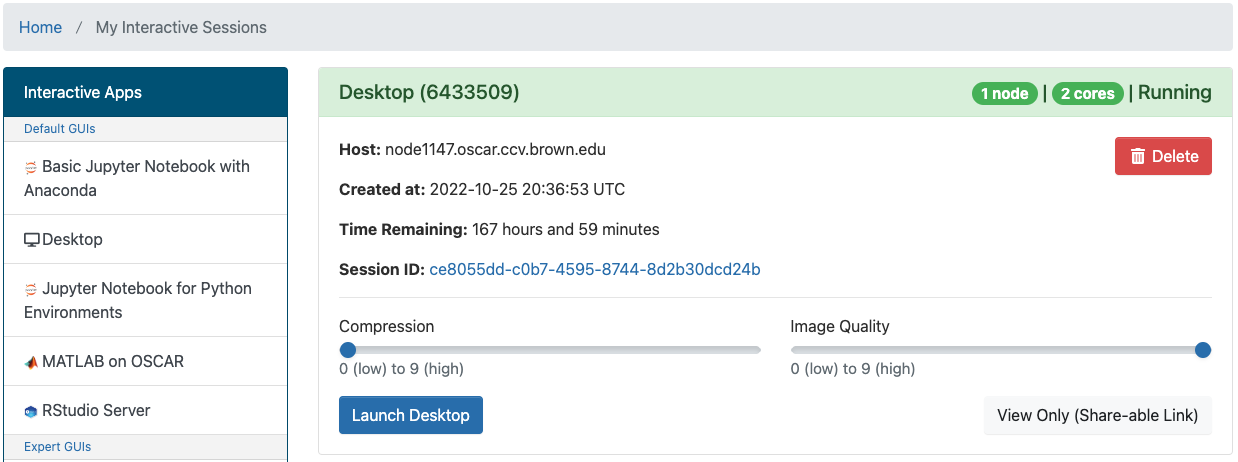 Home / My Interactive Sessions
Interactive Apps
Default GUIs
Basic Jupyter Notebook with
Anaconda
Desktop
Jupyter Notebook for Python
Environments
MATLAB on OSCAR
RStudio Server
Expert GUIs
Desktop (6433509)
1 node | 2 cores | Running
Host: node1147.oscar.ccv.brown.edu
Delete
Created at: 2022-10-25 20:36:53 UTC
Time Remaining: 167 hours and 59 minutes
Session ID: ce8055dd-c0b7-4595-8744-8d2b30dcd24b
Compression
0 (low) to 9 (high)
Image Quality
0 (low) to 9 (high)
Launch Desktop
View Only (Share-able Link)